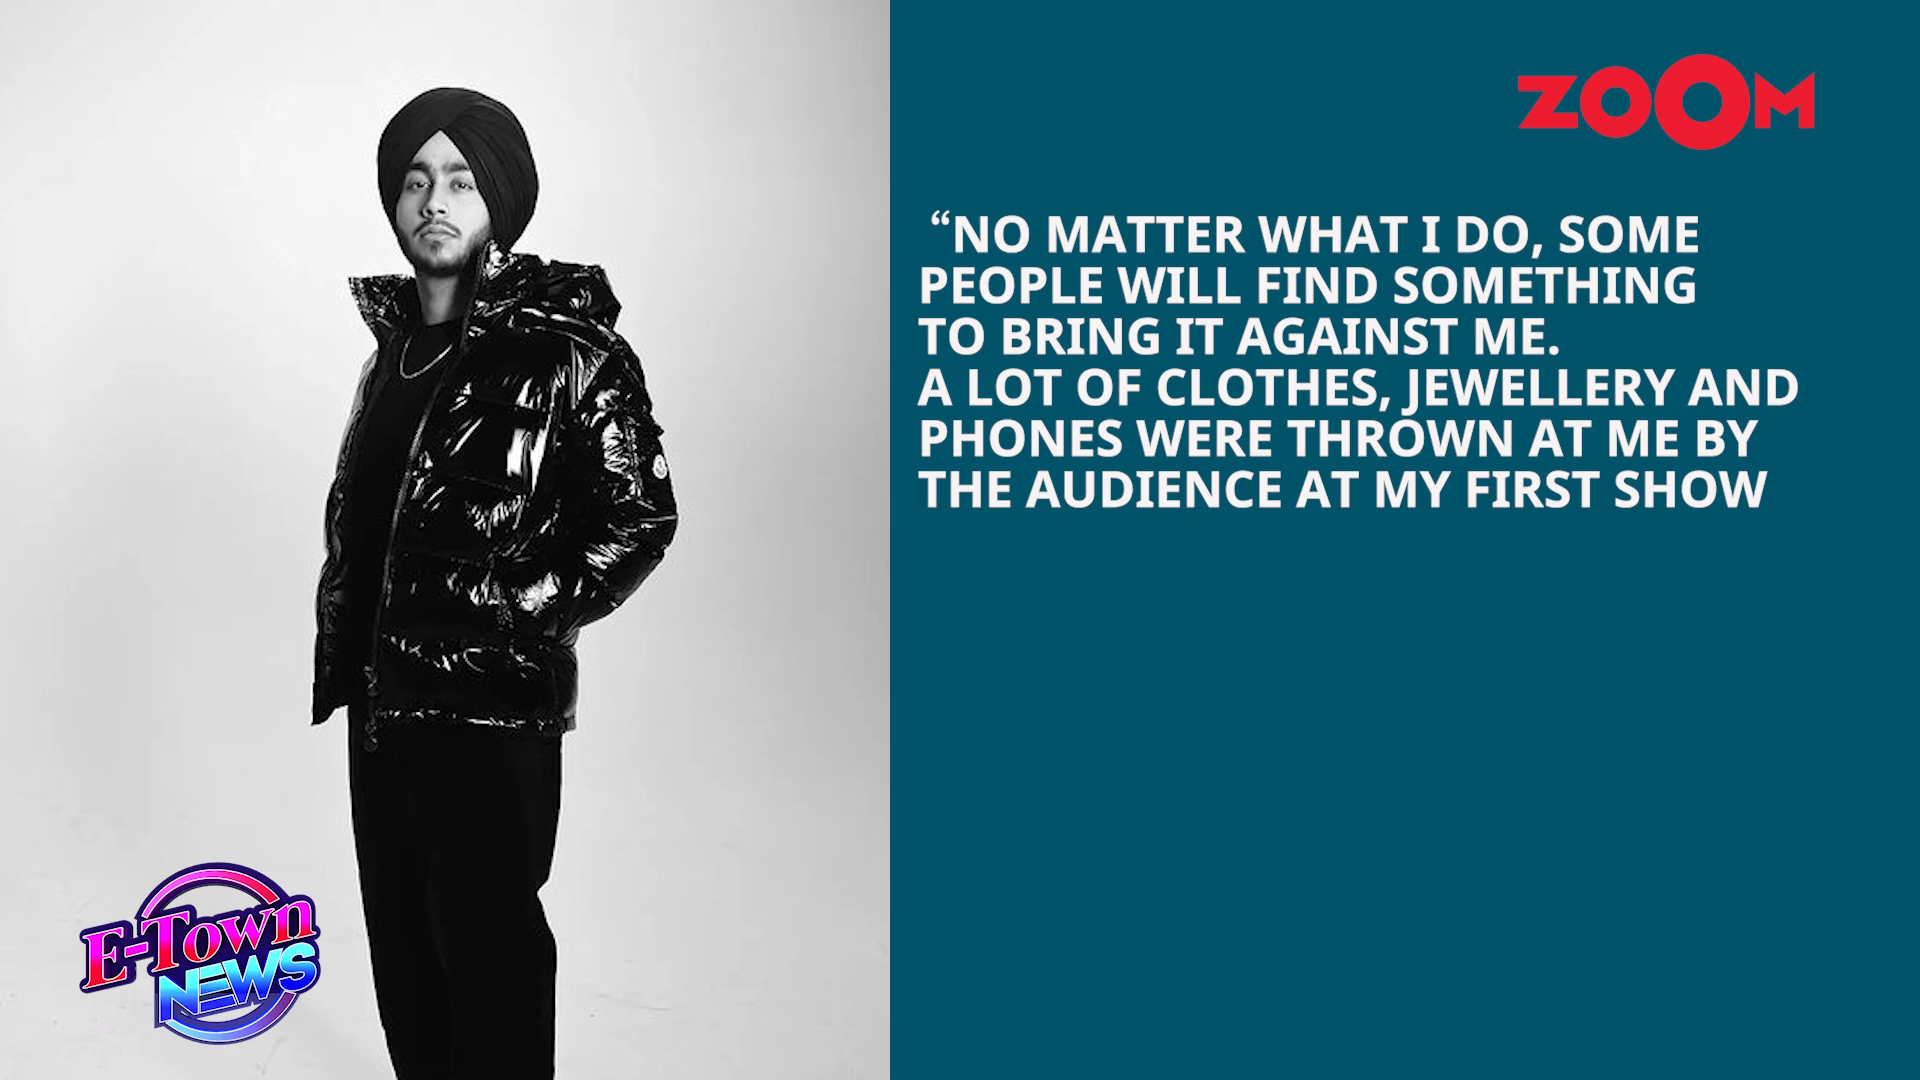 ZOOM
“NO MATTER WHAT I DO, SOME
PEOPLE WILL FIND SOMETHING
TO BRING IT AGAINST ME.
A LOT OF CLOTHES, JEWELLERY AND
PHONES WERE THROWN AT ME BY
THE AUDIENCE AT MY FIRST SHOW
E-TOWN
NEWS